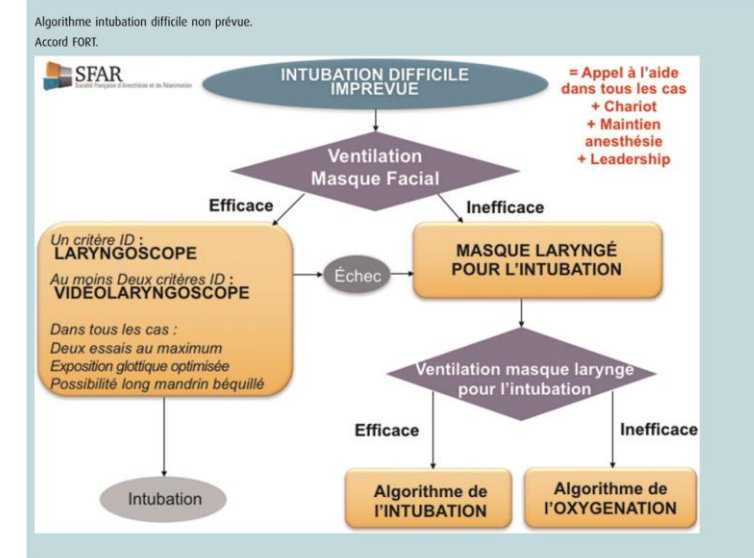 Algorithme intubation difficile non prévue.
Accord FORT.
SFAR
Société Française d'Anesthésie et de Réanimation
INTUBATION DIFFICILE
IMPREVUE
= Appel à l'aide
dans tous les cas
+ Chariot
+ Maintien
anesthésie
+ Leadership
Ventilation
Masque Facial
Efficace
Inefficace
Un critère ID :
LARYNGOSCOPE
Au moins Deux critères ID :
VIDÉOLARYNGOSCOPE
Dans tous les cas :
Deux essais au maximum
Exposition glottique optimisée
Possibilité long mandrin béquillé
Échec
MASQUE LARYNGÉ
POUR L'INTUBATION
Ventilation masque laryngé
pour l'intubation
Efficace
Inefficace
Intubation
Algorithme de
l'INTUBATION
Algorithme de
l'OXYGENATION